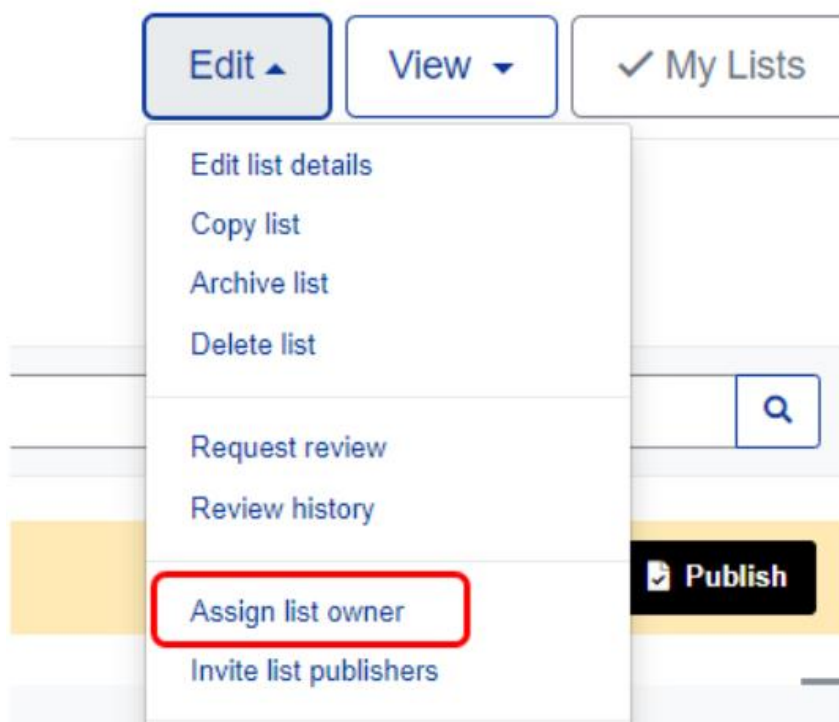 Edit View My Lists
Edit list details
Copy list
Archive list
Delete list
Request review
Review history
Publish
Assign list owner
Invite list publishers